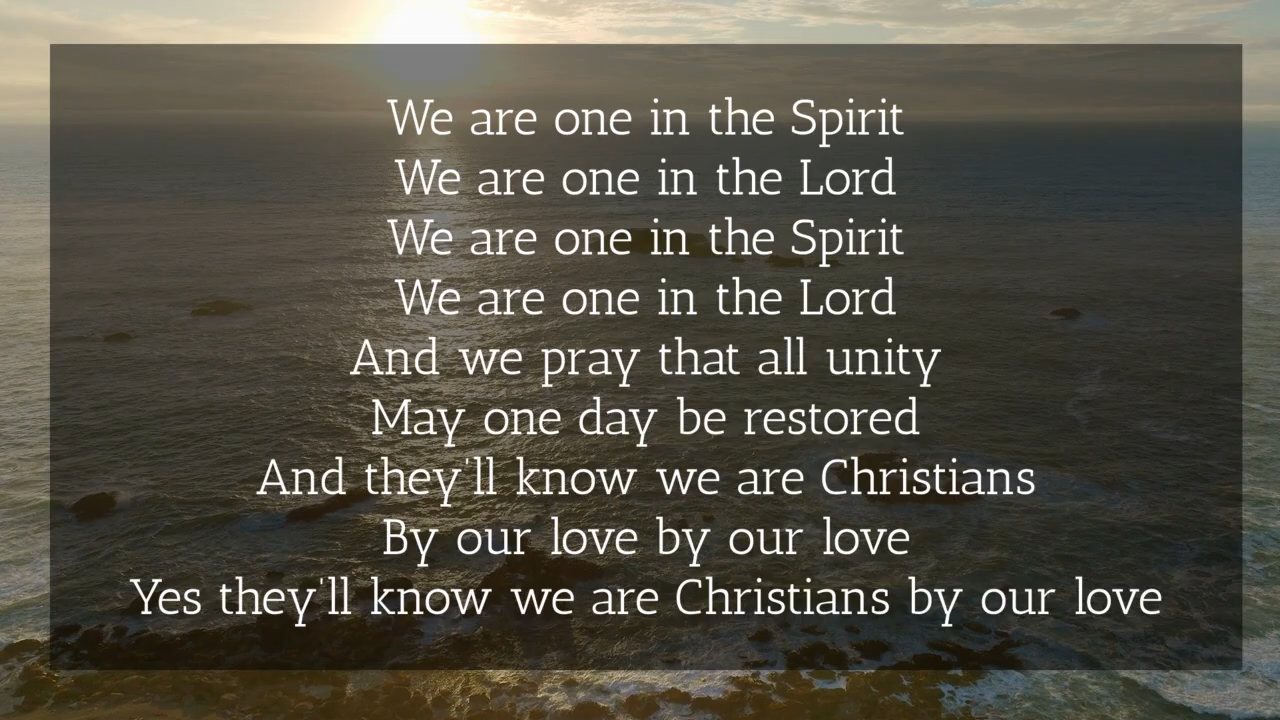 We are one in the Spirit
We are one in the Lord
We are one in the Spirit
We are one in the Lord
And we pray that all unity
May one day be restored
And they'll know we are Christians
By our love by our love
Yes they'll know we are Christians by our love